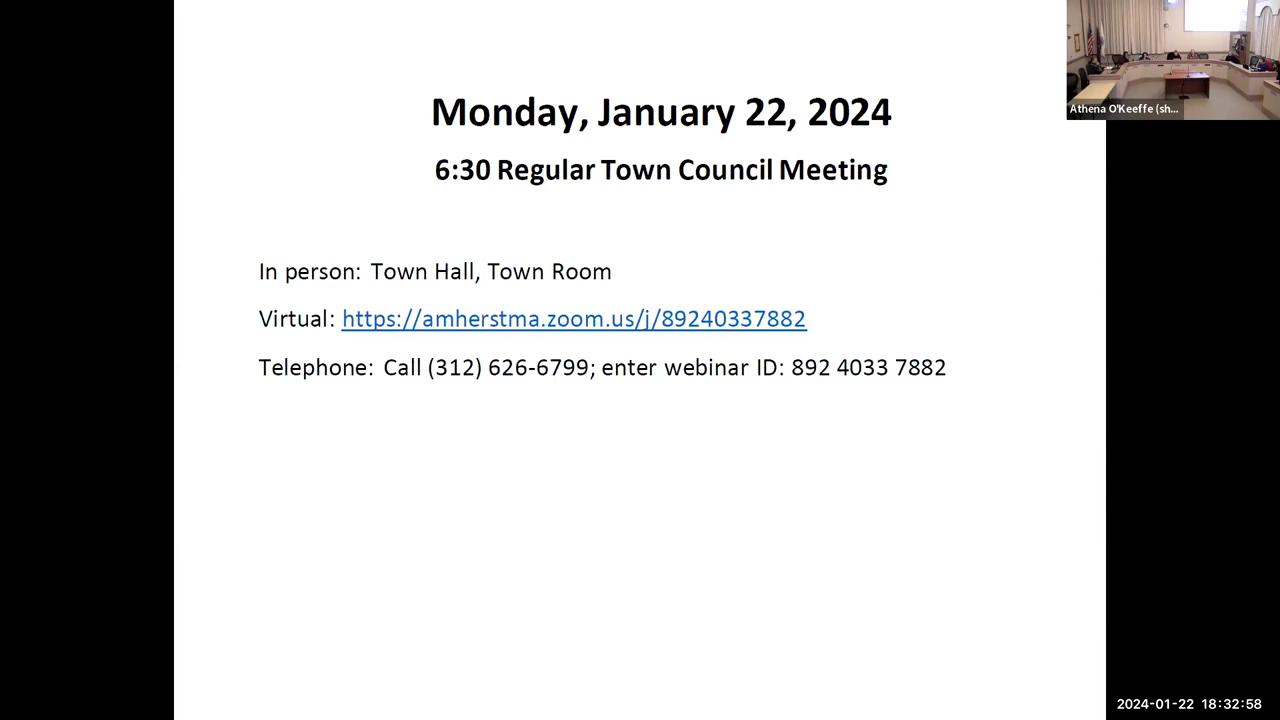 Monday, January 22, 2024
6:30 Regular Town Council Meeting
In person: Town Hall, Town Room
Virtual: https://amherstma.zoom.us/j/89240337882
Telephone: Call (312) 626-6799; enter webinar ID: 892 4033 7882
Athena O'Keeffe (sh...
2024-01-22 18:32:58